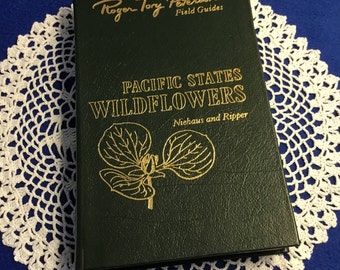 Roger Tory Peterson
Field Guides
PACIFIC STATES
WILDFLOWERS
Niehaus and Ripper